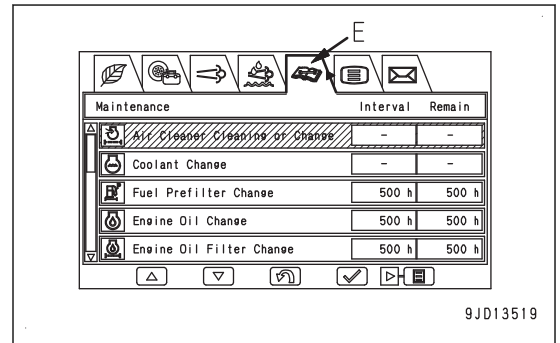 E
Maintenance Interval Remain
Air Cleaner Cleaning or Change - -
Coolant Change - -
Fuel Prefilter Change 500 h 500 h
Engine Oil Change 500 h 500 h
Engine Oil Filter Change 500 h 500 h
9JD13519